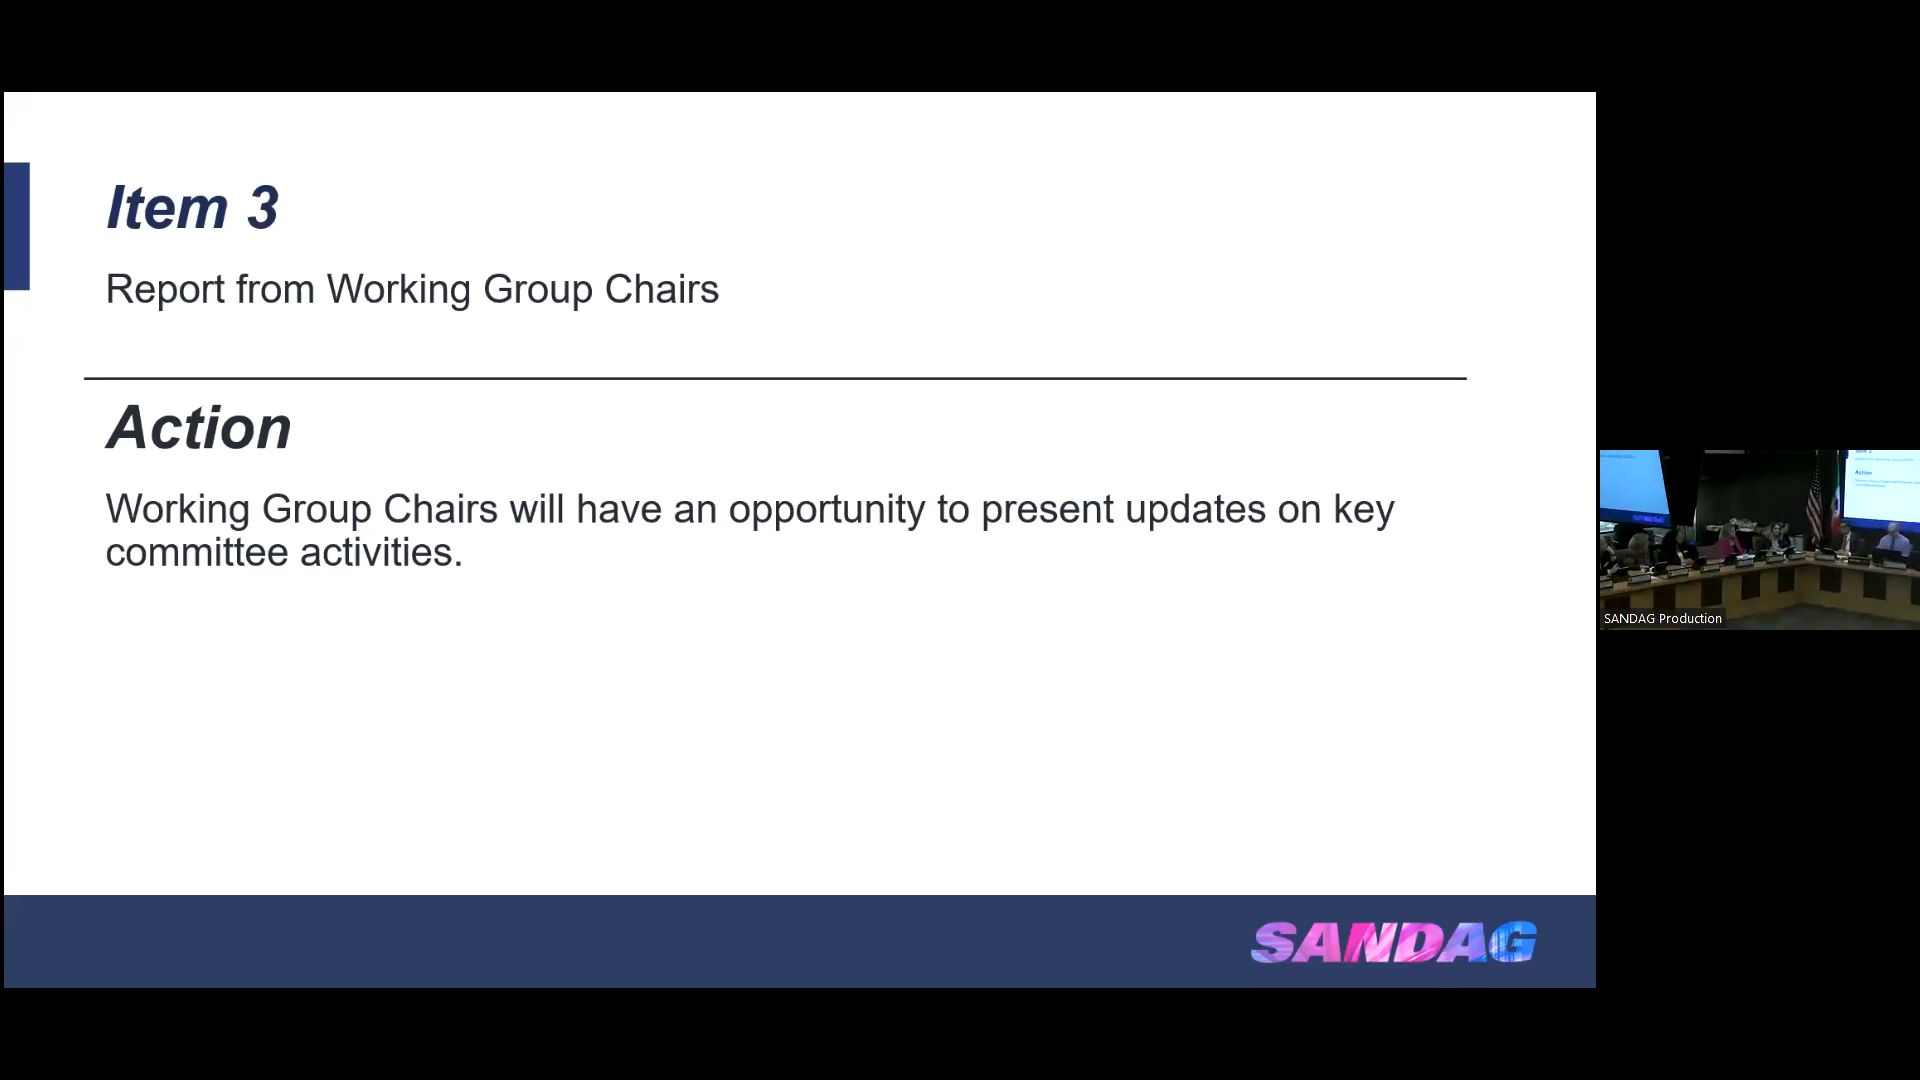 Item 3
Report from Working Group Chairs
Action
Working Group Chairs will have an opportunity to present updates on key
committee activities.
SANDAG
Action
SANDAG Production